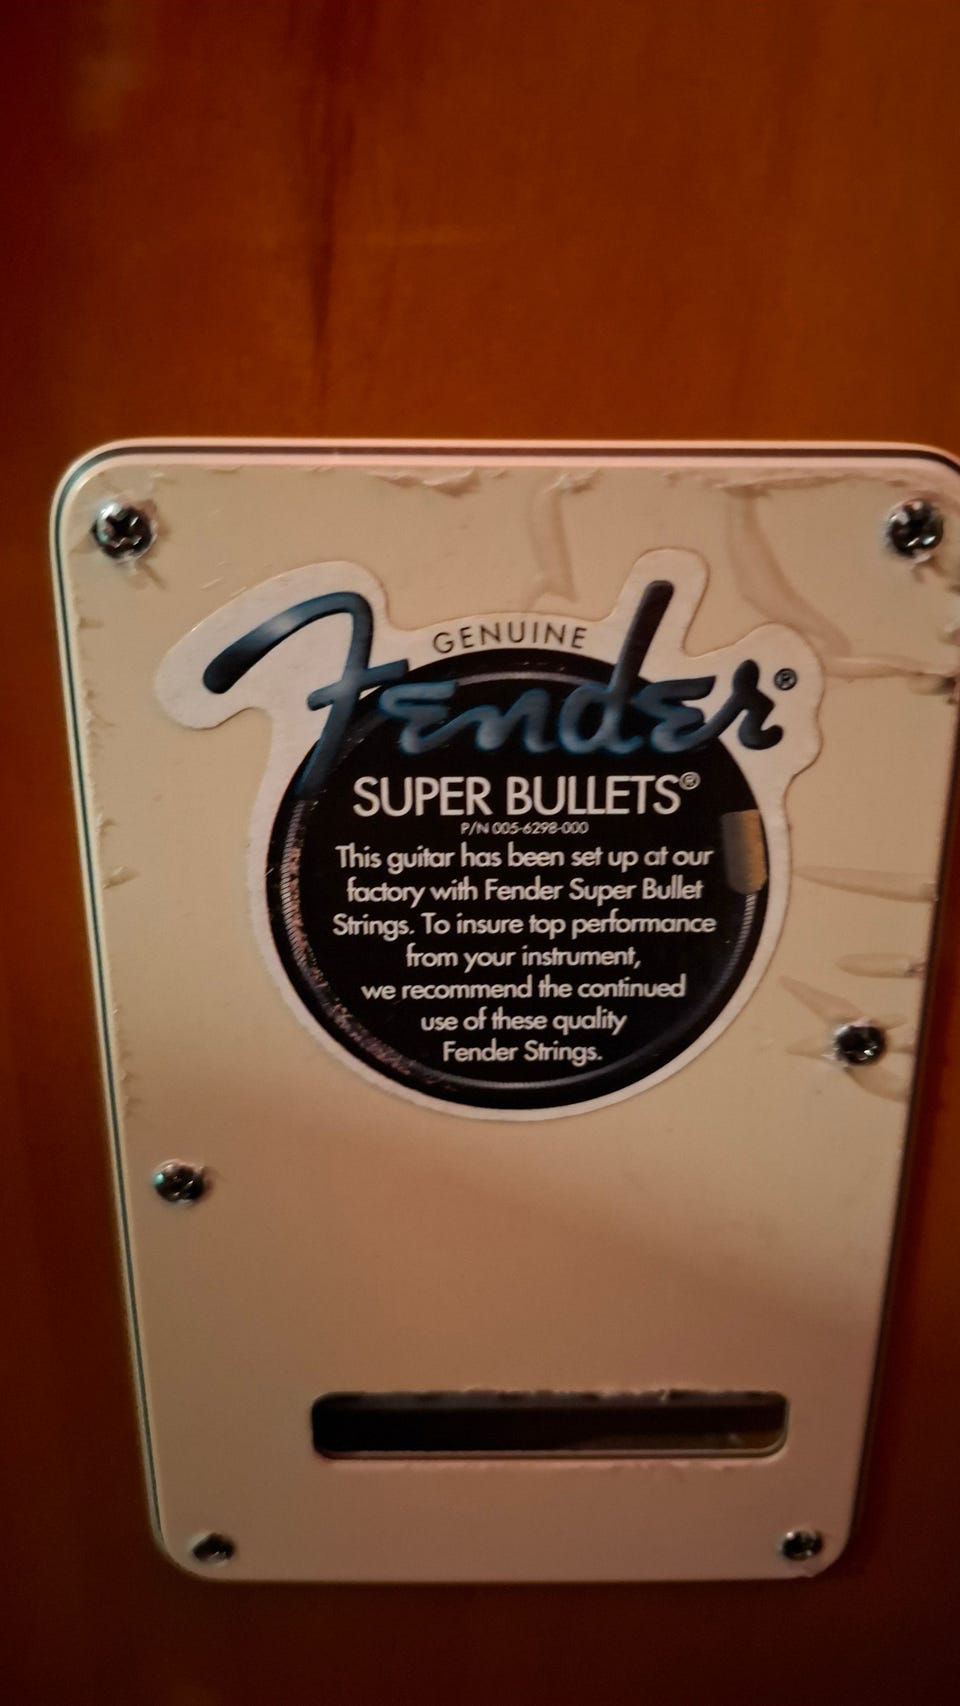 GENUINE
Fender®
SUPER BULLETS®
P/N 005-6298-000
This guitar has been set up at our
factory with Fender Super Bullet
Strings. To insure top performance
from your instrument,
we recommend the continued
use of these quality
Fender Strings.